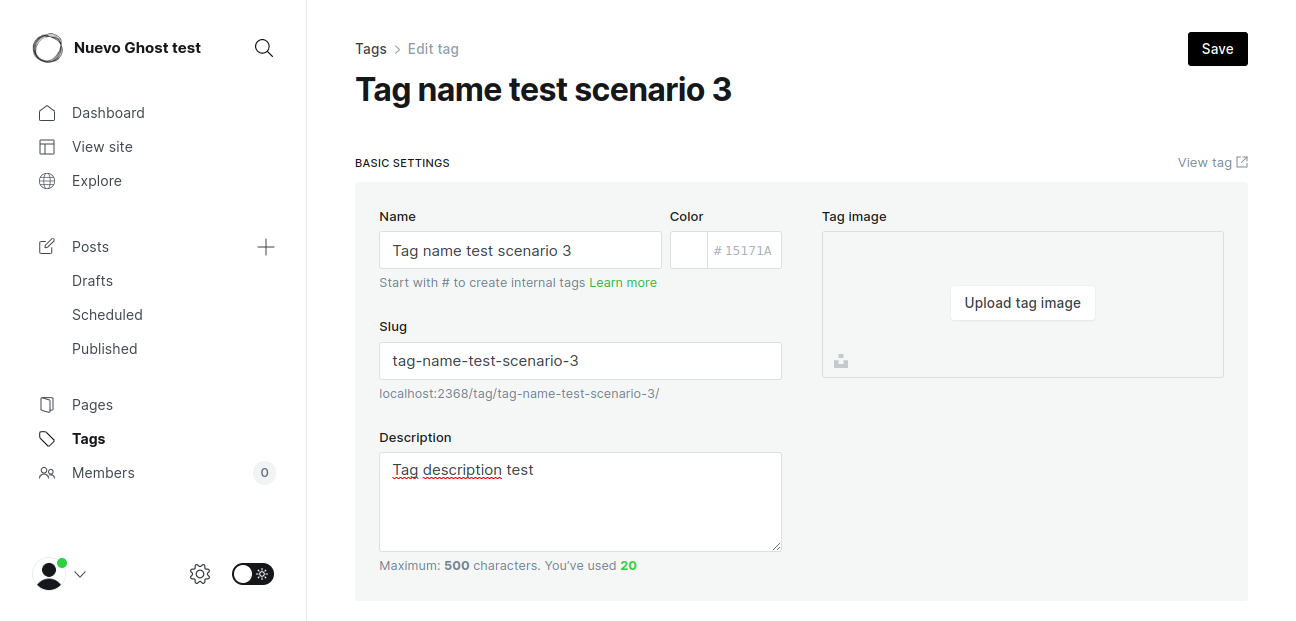 Nuevo Ghost test
Dashboard
View site
Explore
Posts
Drafts
Scheduled
Published
Pages
Tags
Members 0
Tags > Edit tag
Save
Tag name test scenario 3
BASIC SETTINGS
View tag
Name
Tag name test scenario 3
Start with # to create internal tags Learn more
Color
# 15171A
Slug
tag-name-test-scenario-3
localhost:2368/tag/tag-name-test-scenario-3/
Description
Tag description test
Maximum: 500 characters. You’ve used 20
Tag image
Upload tag image